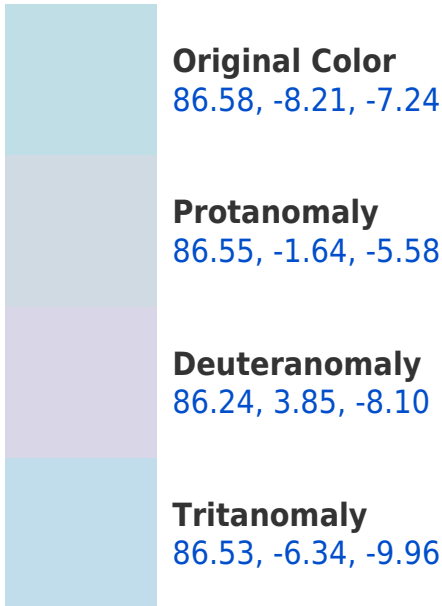 Original Color
86.58, -8.21, -7.24
Protanomaly
86.55, -1.64, -5.58
Deuteranomaly
86.24, 3.85, -8.10
Tritanomaly
86.53, -6.34, -9.96